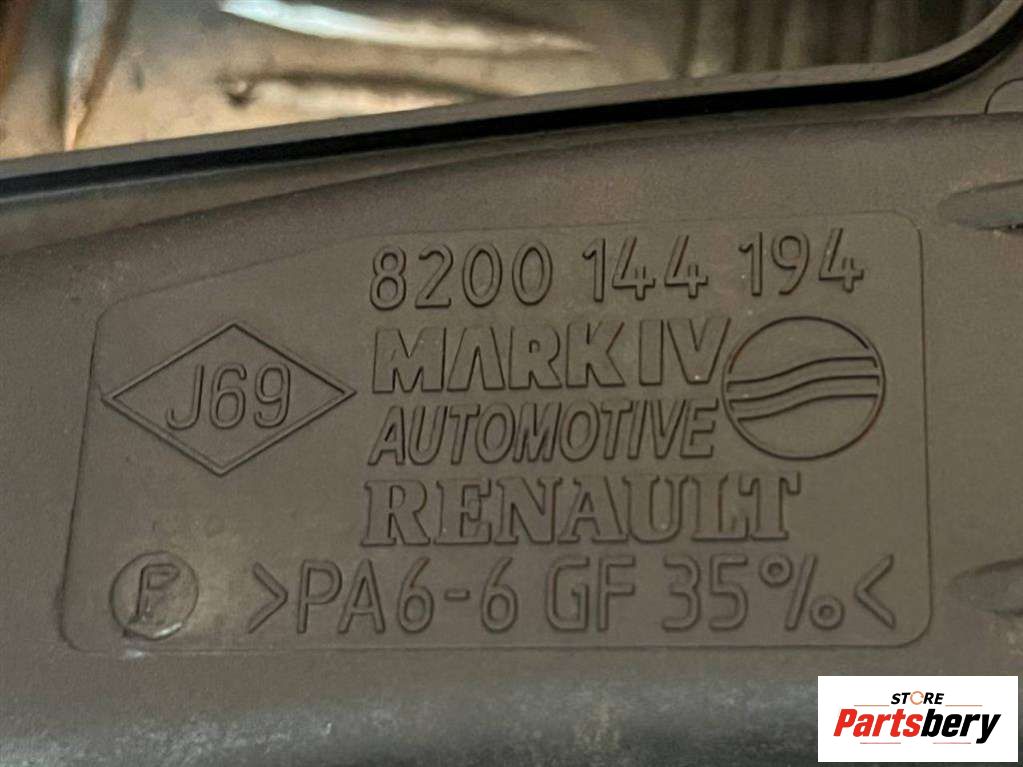 8200 144 194
MARK IV
J69
AUTOMOTIVE
RENAULT
F >PA6-6 GF 35%<
STORE
Partsbery